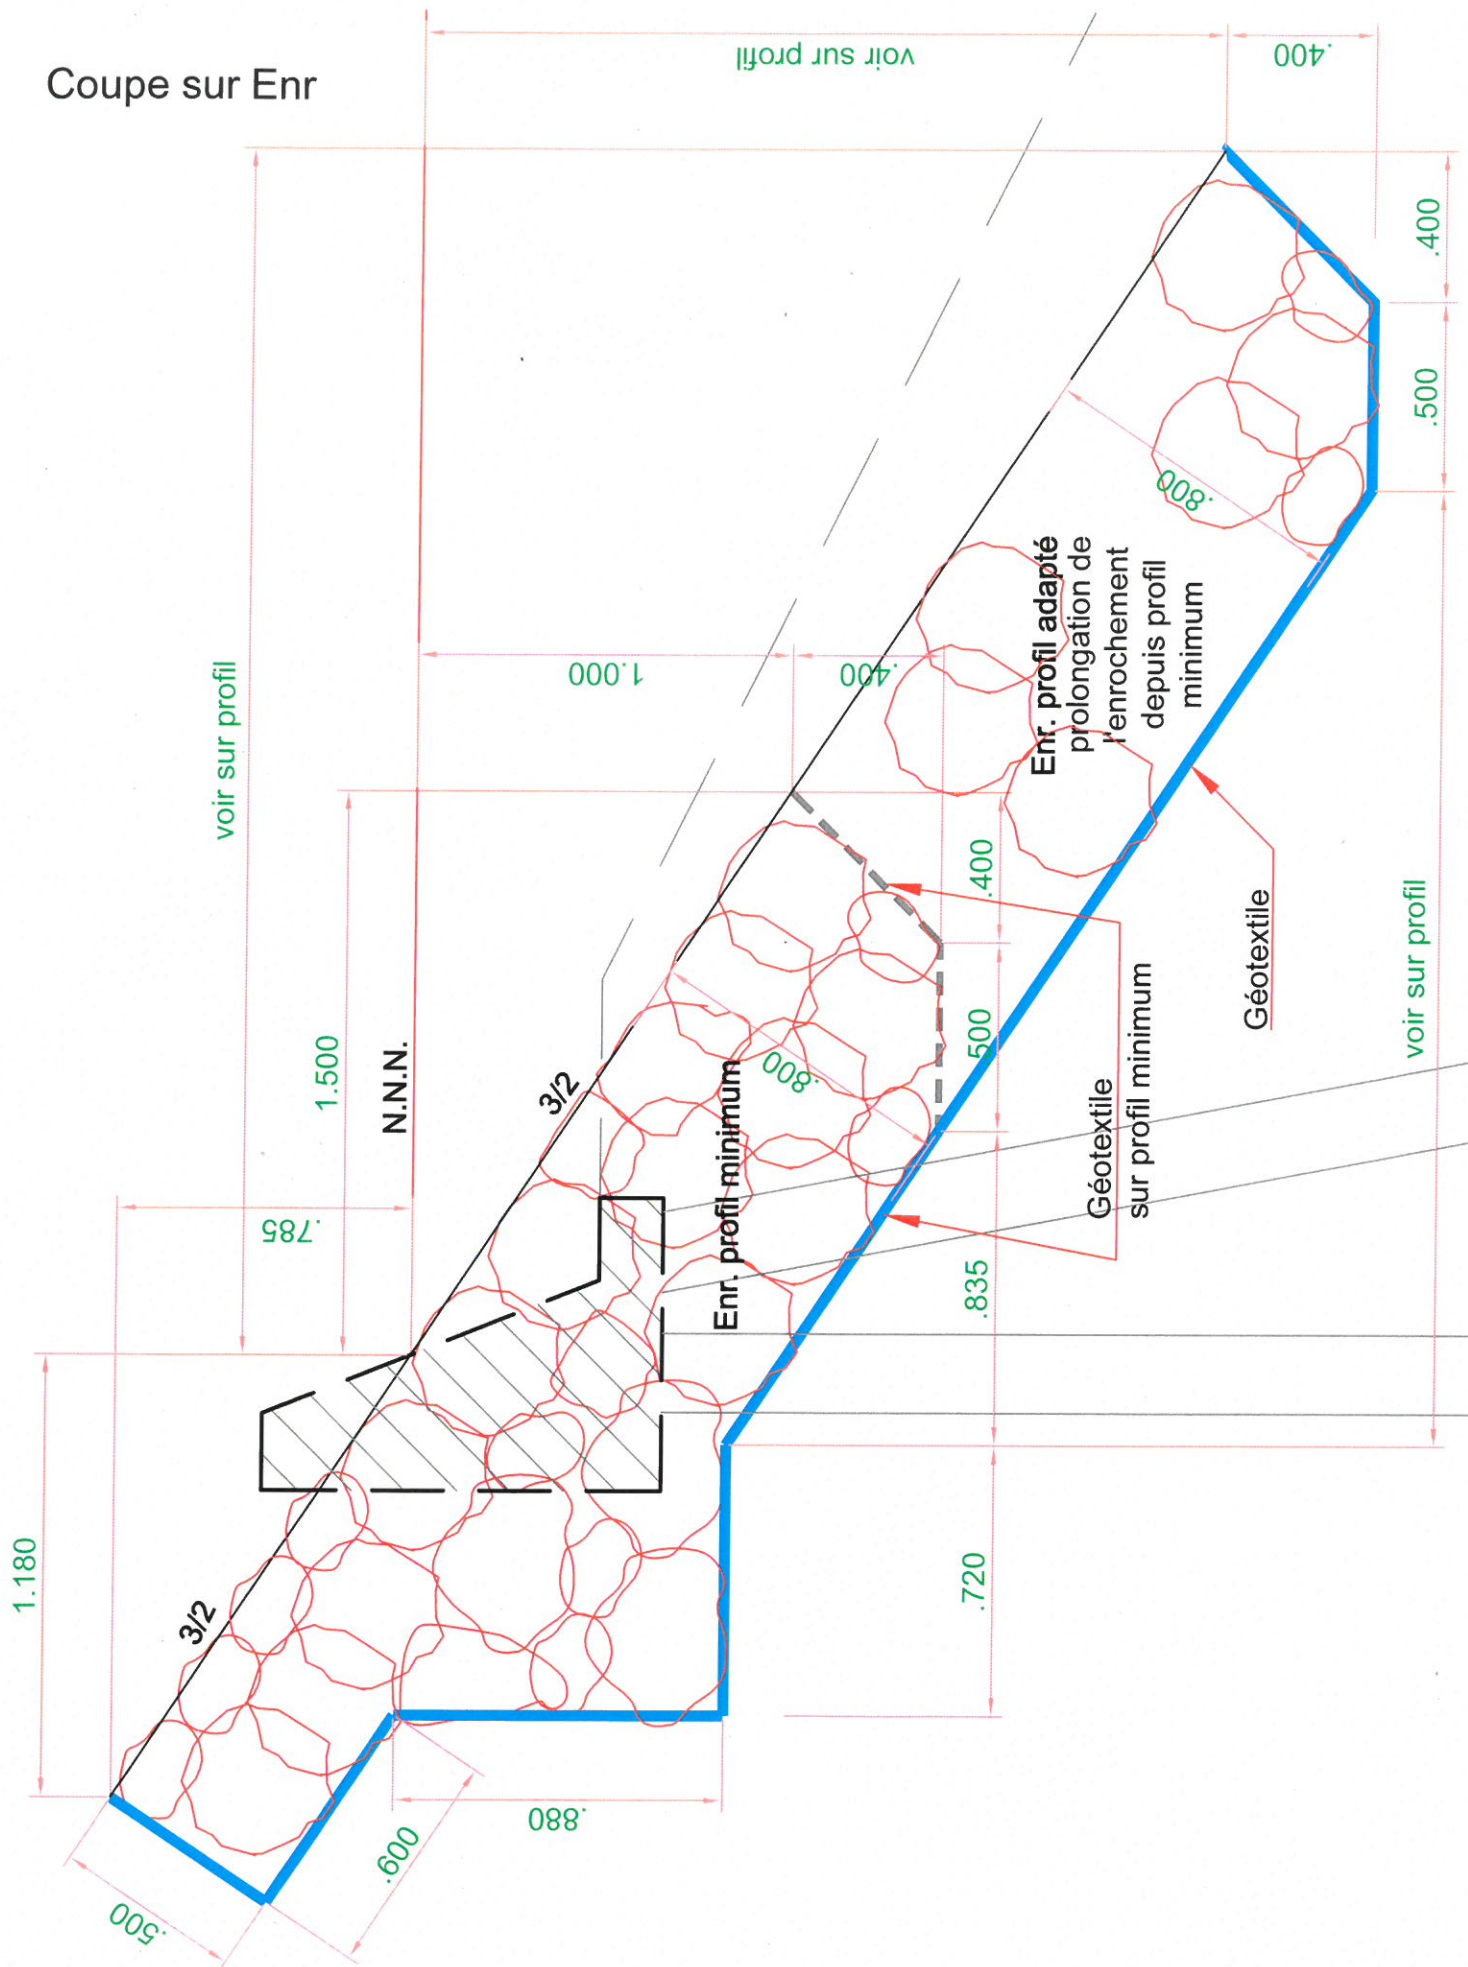 Coupe sur Enr
voir sur profil
.400
.400
.500
.800
voir sur profil
1.000
.400
Enr. profil adapté
prolongation de
l'enrochement
depuis profil
minimum
1.500
N.N.N.
3/2
.400
.500
.800
Enr. profil minimum
Géotextile
sur profil minimum
Géotextile
voir sur profil
.785
.835
1.180
3/2
.720
.880
.600
.500